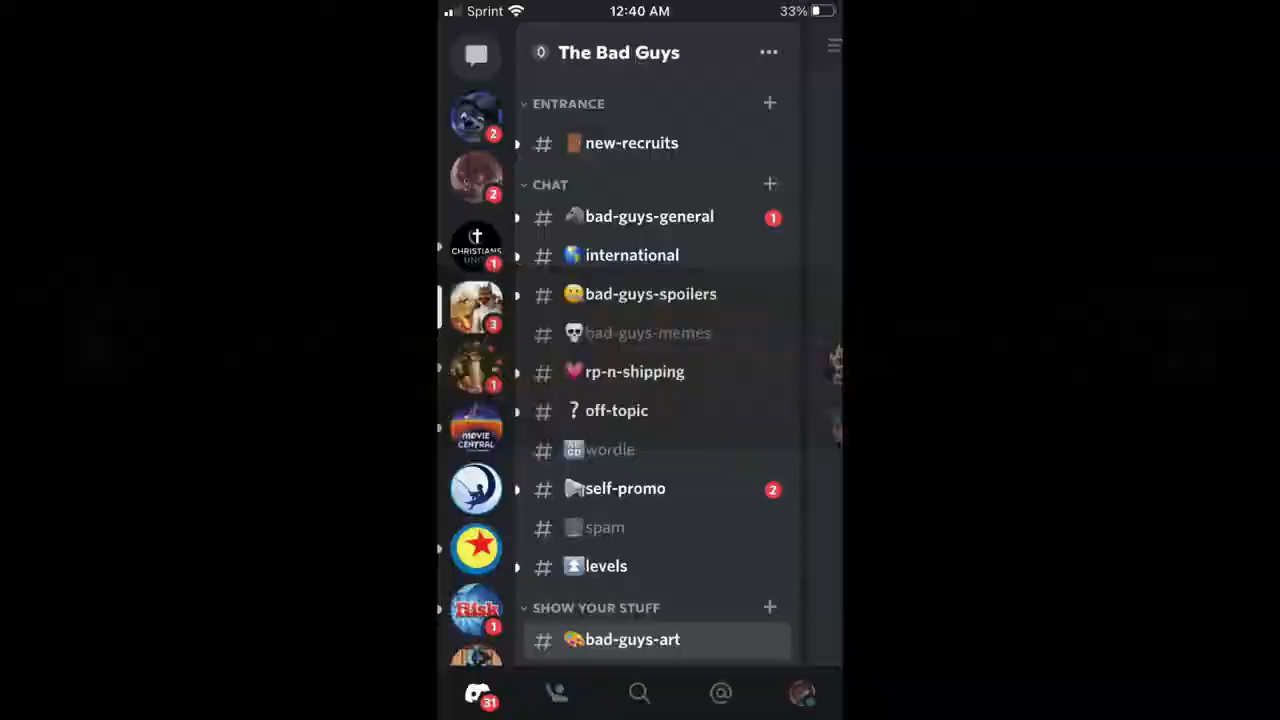 Sprint 12:40 AM 33%
The Bad Guys
ENTRANCE
new-recruits
CHAT
bad-guys-general 1
international
bad-guys-spoilers
bad-guys-memes
rp-n-shipping
? off-topic
wordle
self-promo 2
spam
levels
SHOW YOUR STUFF
bad-guys-art
2
2
CHRISTIANS
1
3
1
MOVIE
CENTRAL
Risk
1
31